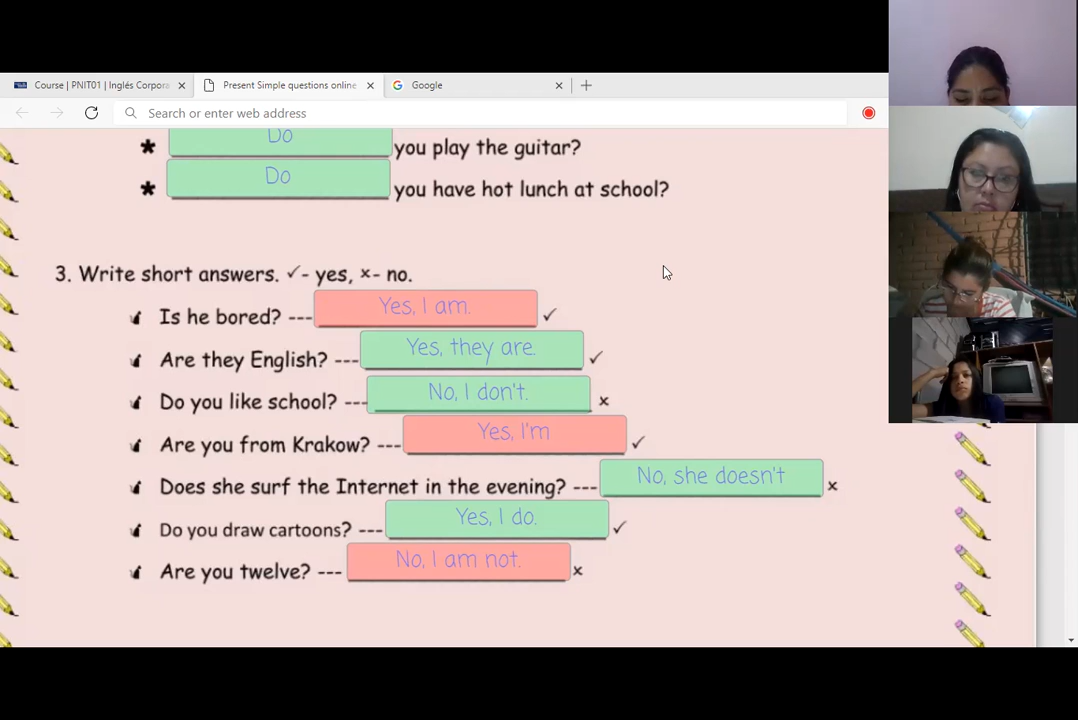 Course | PNIT01 | Inglés Corpora
Present Simple questions online
Google
Search or enter web address
* Do you play the guitar?
* Do you have hot lunch at school?
3. Write short answers. ✓- yes, ×- no.
Is he bored? --- Yes, I am. ✓
Are they English? --- Yes, they are. ✓
Do you like school? --- No, I don't. ×
Are you from Krakow? --- Yes, I'm ✓
Does she surf the Internet in the evening? --- No, she doesn't ×
Do you draw cartoons? --- Yes, I do. ✓
Are you twelve? --- No, I am not. ×